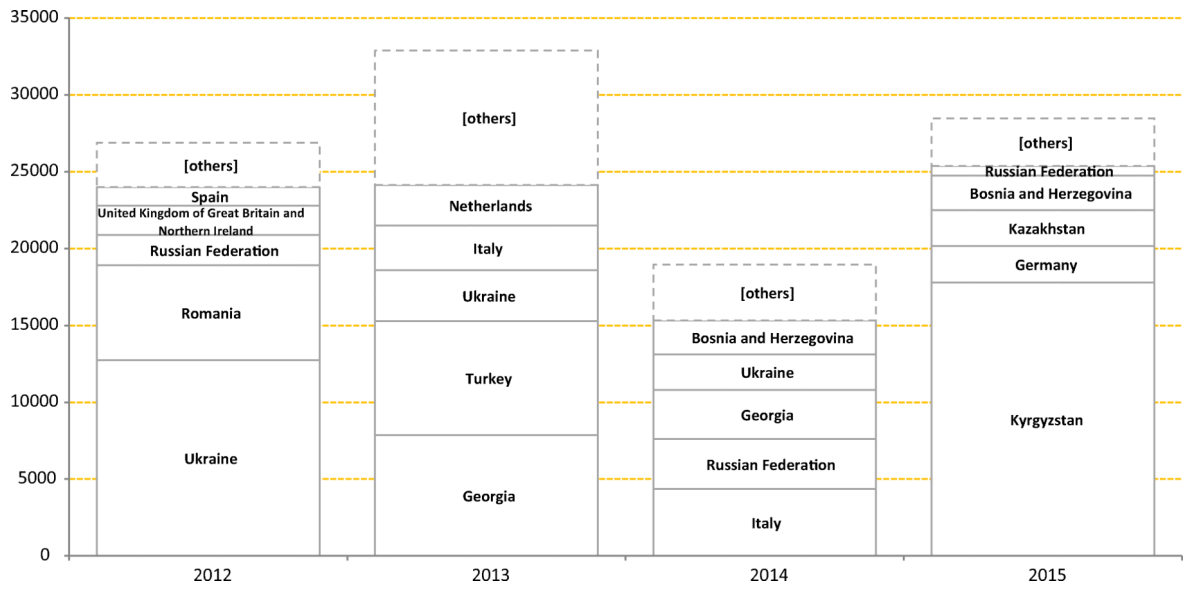 35000
30000
25000
20000
15000
10000
5000
0
[others]
Spain
United Kingdom of Great Britain and
Northern Ireland
Russian Federation
Romania
Ukraine
[others]
Netherlands
Italy
Ukraine
Turkey
Georgia
[others]
Bosnia and Herzegovina
Ukraine
Georgia
Russian Federation
Italy
[others]
Russian Federation
Bosnia and Herzegovina
Kazakhstan
Germany
Kyrgyzstan
2012
2013
2014
2015